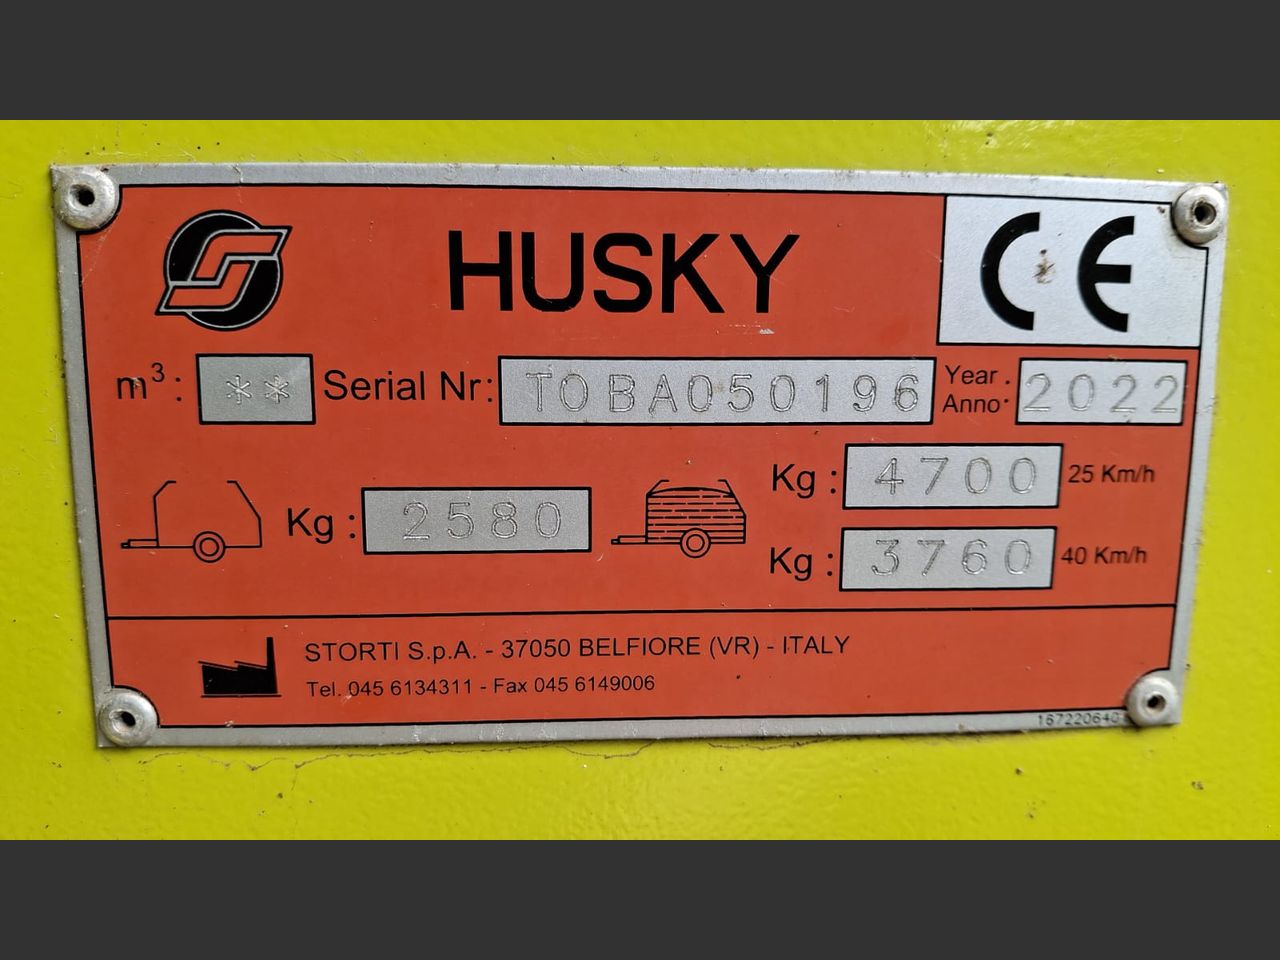 HUSKY
CE
m³: ** Serial Nr: T0BA050196 Year Anno: 2022
Kg: 2580
Kg: 4700 25 Km/h
Kg: 3760 40 Km/h
STORTI S.p.A. - 37050 BELFIORE (VR) - ITALY
Tel. 045 6134311 - Fax 045 6149006